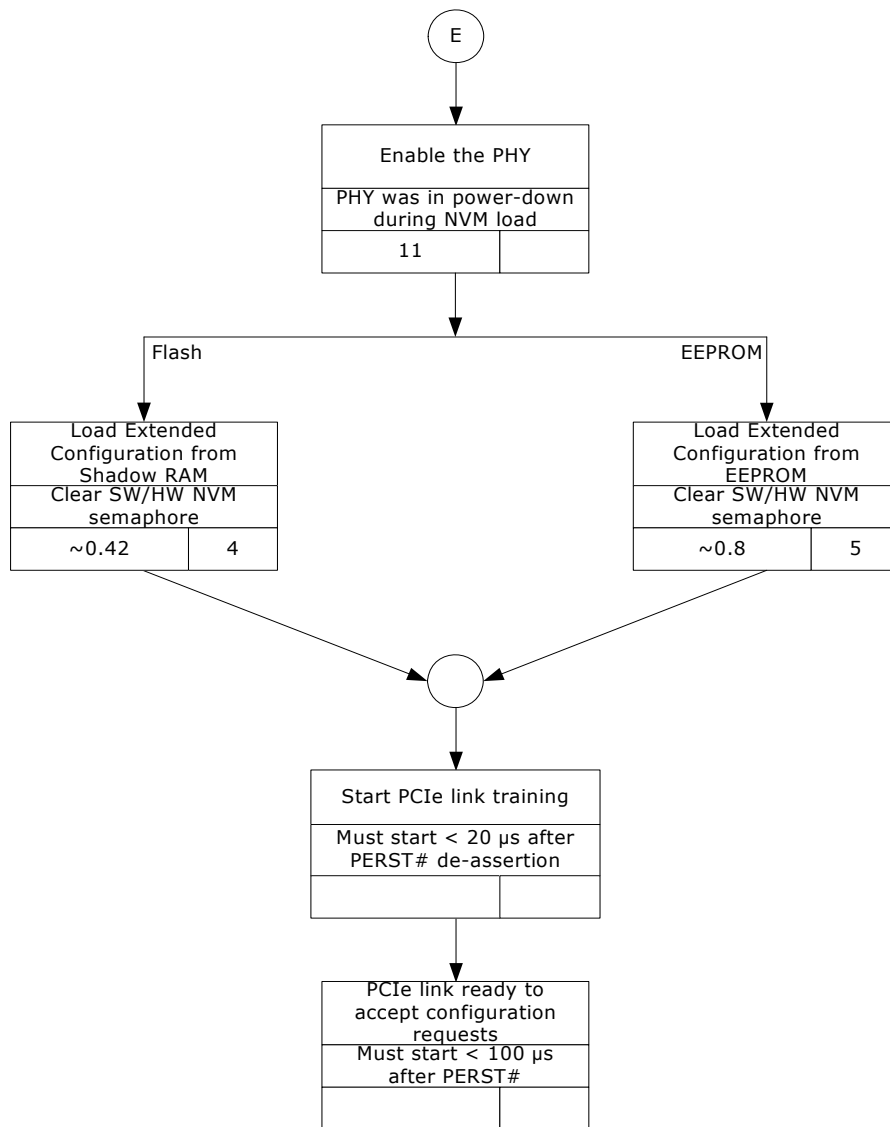 E
Enable the PHY
PHY was in power-down
during NVM load
11
Flash
EEPROM
Load Extended
Configuration from
Shadow RAM
Clear SW/HW NVM
semaphore
~0.42
4
Load Extended
Configuration from
EEPROM
Clear SW/HW NVM
semaphore
~0.8
5
Start PCIe link training
Must start < 20 µs after
PERST# de-assertion
PCIe link ready to
accept configuration
requests
Must start < 100 µs
after PERST#